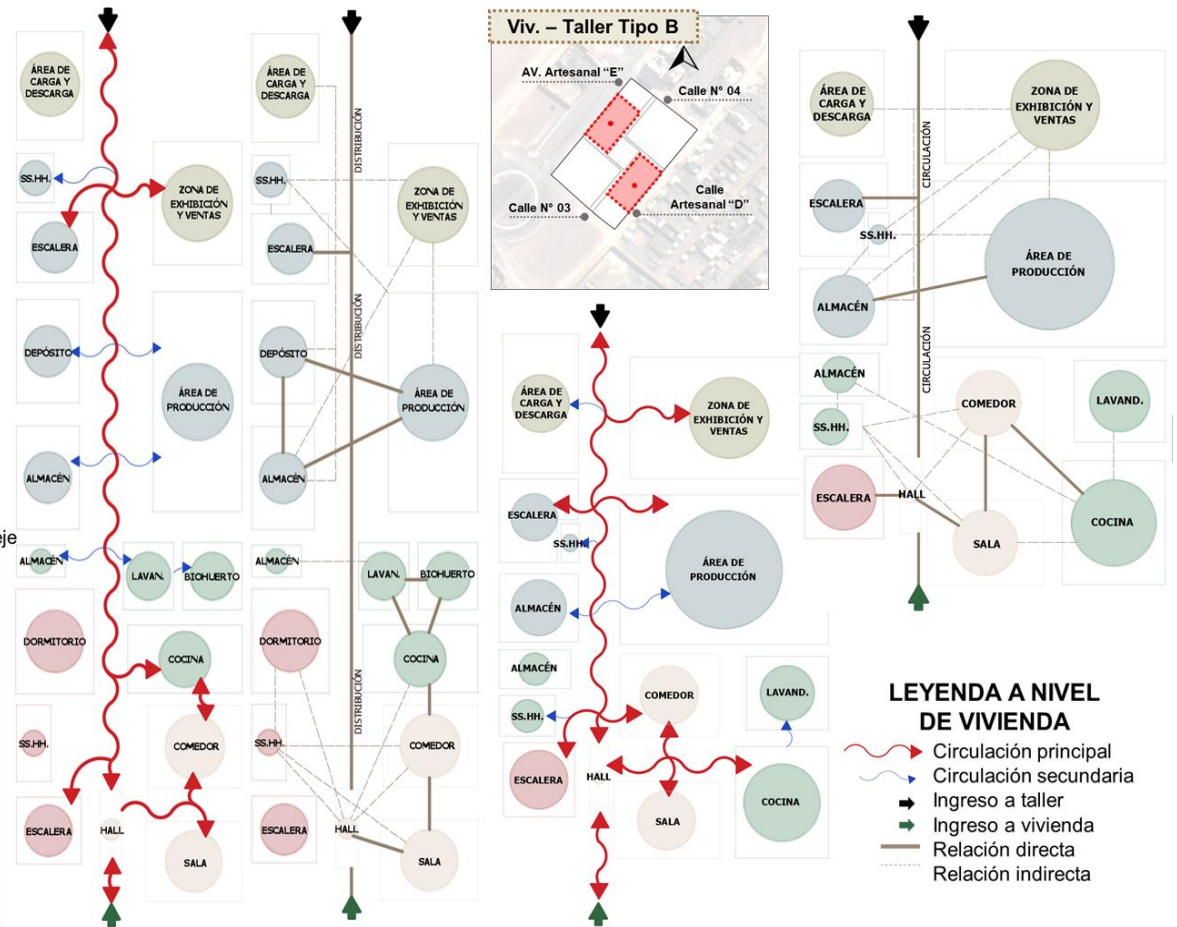 ÁREA DE
CARGA Y
DESCARGA
SS.HH.
ZONA DE
EXHIBICIÓN
Y VENTAS
ESCALERA
DEPÓSITO
ÁREA DE
PRODUCCIÓN
ALMACÉN
eje
ALMACÉN
LAVAN.
BIOHUERTO
DORMITORIO
COCINA
SS.HH.
COMEDOR
ESCALERA
HALL
SALA
ÁREA DE
CARGA Y
DESCARGA
DISTRIBUCIÓN
SS.HH.
ZONA DE
EXHIBICIÓN
Y VENTAS
ESCALERA
DISTRIBUCIÓN
DEPÓSITO
ÁREA DE
PRODUCCIÓN
ALMACÉN
ALMACÉN
LAVAN.
BIOHUERTO
DORMITORIO
COCINA
DISTRIBUCIÓN
SS.HH.
COMEDOR
ESCALERA
HALL
SALA
Viv. – Taller Tipo B
AV. Artesanal “E”
Calle N° 04
Calle N° 03
Calle
Artesanal “D”
ÁREA DE
CARGA Y
DESCARGA
ZONA DE
EXHIBICIÓN Y
VENTAS
ESCALERA
SS.HH.
ÁREA DE
PRODUCCIÓN
ALMACÉN
ALMACÉN
COMEDOR
LAVAND.
SS.HH.
ESCALERA
HALL
SALA
COCINA
ÁREA DE
CARGA Y
DESCARGA
ZONA DE
EXHIBICIÓN Y
VENTAS
CIRCULACIÓN
ESCALERA
SS.HH.
ÁREA DE
PRODUCCIÓN
ALMACÉN
CIRCULACIÓN
ALMACÉN
COMEDOR
LAVAND.
SS.HH.
ESCALERA
HALL
SALA
COCINA
LEYENDA A NIVEL
DE VIVIENDA
Circulación principal
Circulación secundaria
Ingreso a taller
Ingreso a vivienda
Relación directa
Relación indirecta